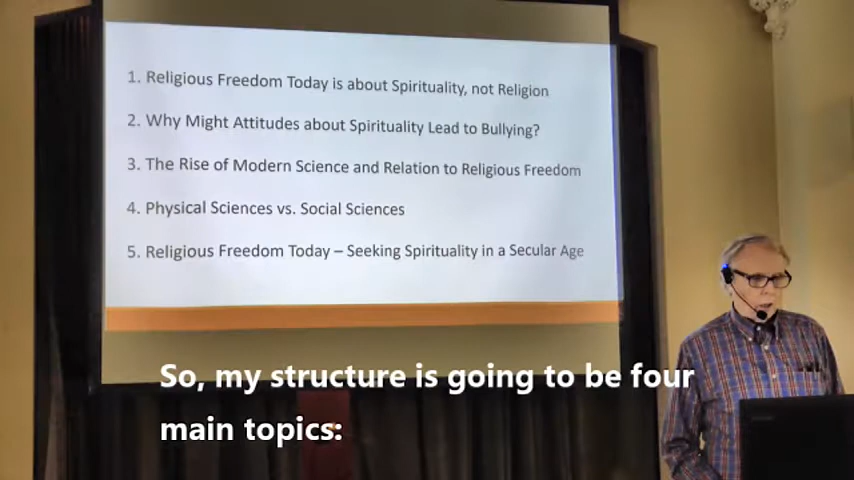 1. Religious Freedom Today is about Spirituality, not Religion
2. Why Might Attitudes about Spirituality Lead to Bullying?
3. The Rise of Modern Science and Relation to Religious Freedom
4. Physical Sciences vs. Social Sciences
5. Religious Freedom Today – Seeking Spirituality in a Secular Age
So, my structure is going to be four
main topics: